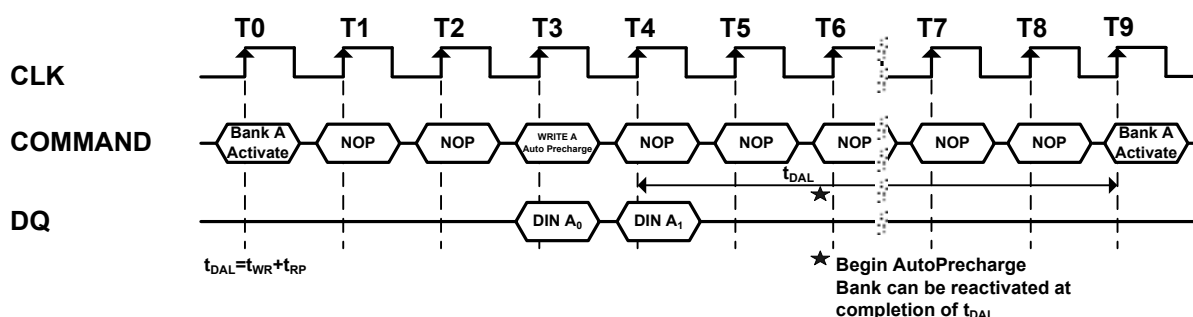 T0 T1 T2 T3 T4 T5 T6 T7 T8 T9
CLK
COMMAND
Bank A
Activate
NOP
NOP
WRITE A
Auto Precharge
NOP
NOP
NOP
NOP
NOP
Bank A
Activate
tDAL
DQ
DIN A0
DIN A1
tDAL=tWR+tRP
★ Begin AutoPrecharge
Bank can be reactivated at
completion of tDAL